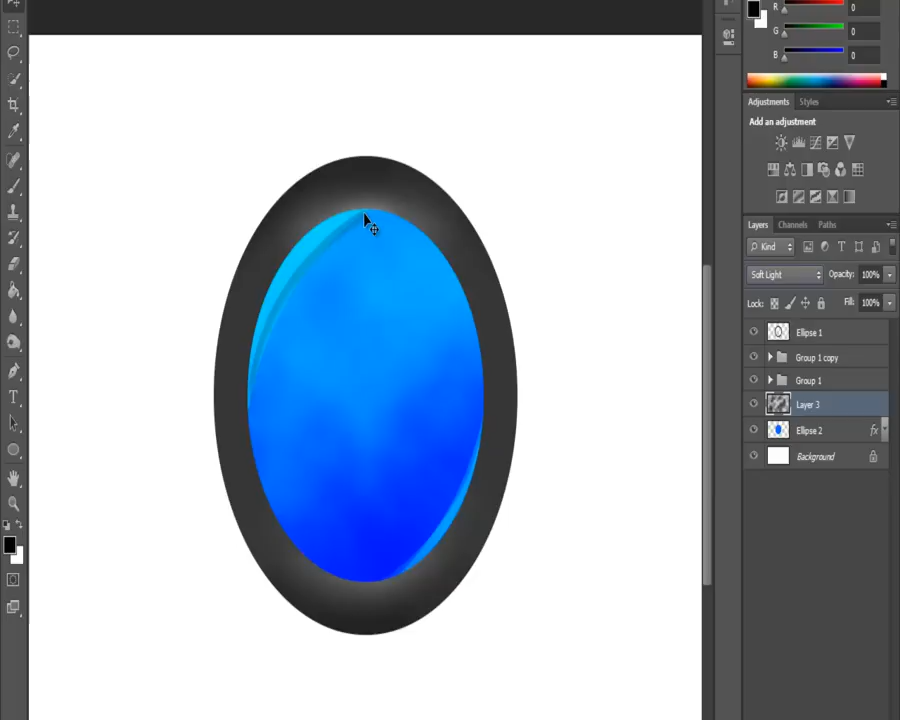 R 0
G 0
B 0
Adjustments Styles
Add an adjustment
Layers Channels Paths
Kind T
Soft Light Opacity: 100%
Lock: Fill: 100%
Ellipse 1
Group 1 copy
Group 1
Layer 3
Ellipse 2 fx
Background
T